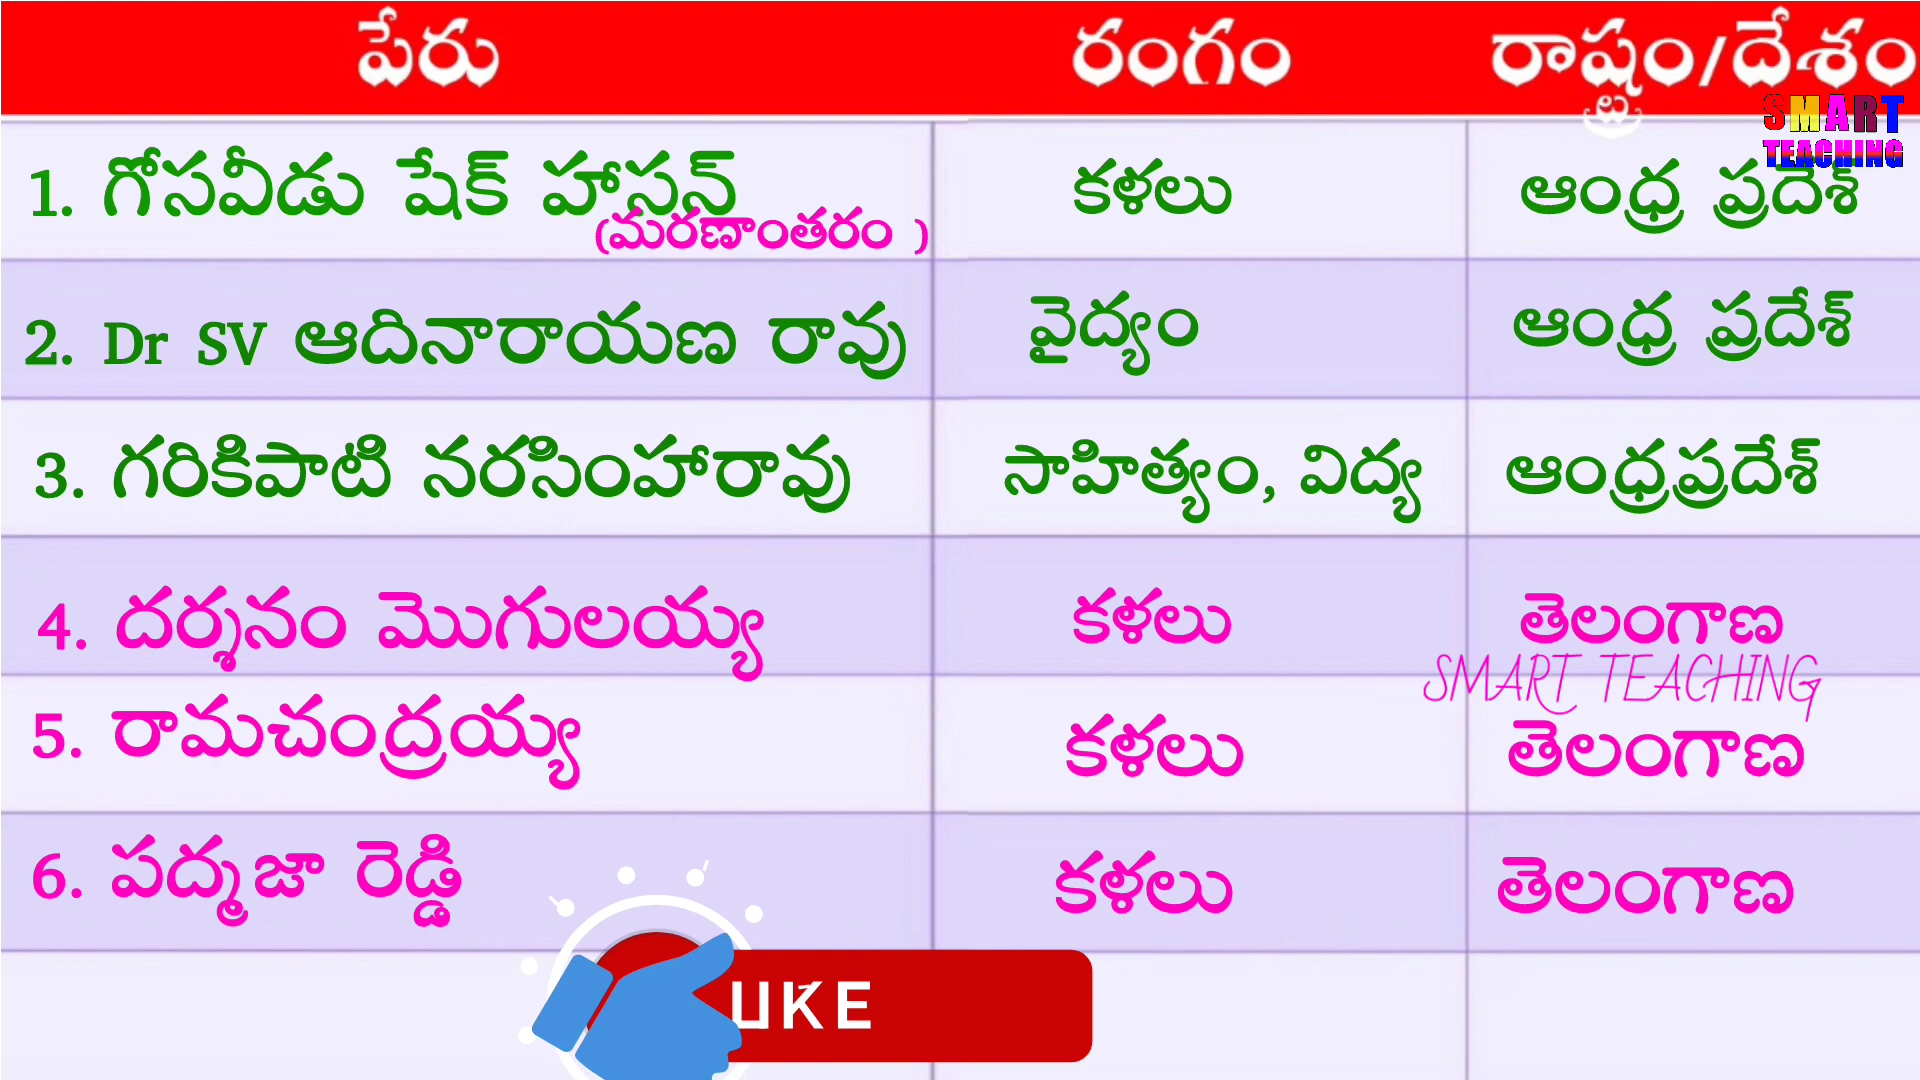 పేరు రంగం రాష్ట్రం/దేశం
SMART
TEACHING
1. గోసవీడు షేక్ హాసన్ కళలు ఆంధ్ర ప్రదేశ్
(మరణాంతరం )
2. Dr SV ఆదినారాయణ రావు వైద్యం ఆంధ్ర ప్రదేశ్
3. గరికిపాటి నరసింహారావు సాహిత్యం, విద్య ఆంధ్రప్రదేశ్
4. దర్శనం మొగులయ్య కళలు తెలంగాణ
SMART TEACHING
5. రామచంద్రయ్య కళలు తెలంగాణ
6. పద్మజా రెడ్డి కళలు తెలంగాణ